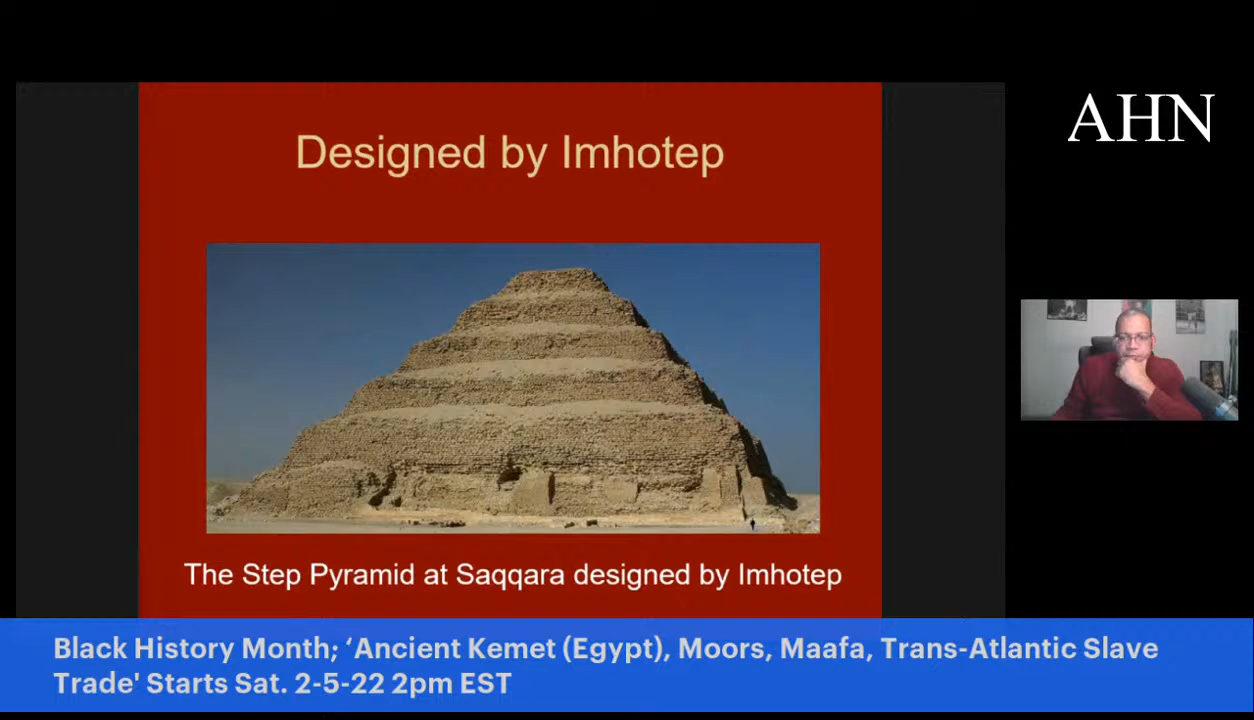 Designed by Imhotep
AHN
The Step Pyramid at Saqqara designed by Imhotep
Black History Month; ‘Ancient Kemet (Egypt), Moors, Maafa, Trans-Atlantic Slave
Trade' Starts Sat. 2-5-22 2pm EST